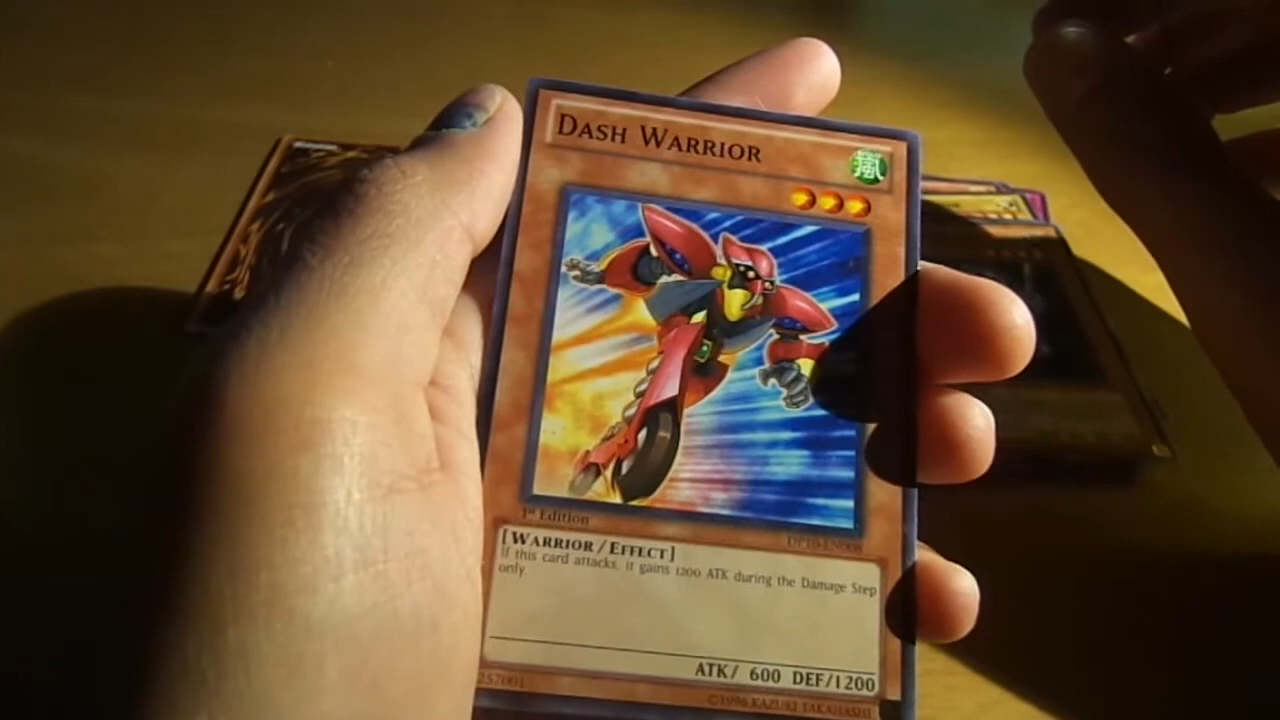 DASH WARRIOR
風
1st Edition
DP10-EN008
[WARRIOR/EFFECT]
If this card attacks, it gains 1200 ATK during the Damage Step
only.
ATK/ 600 DEF/1200
257001
©1996 KAZUKI TAKAHASHI